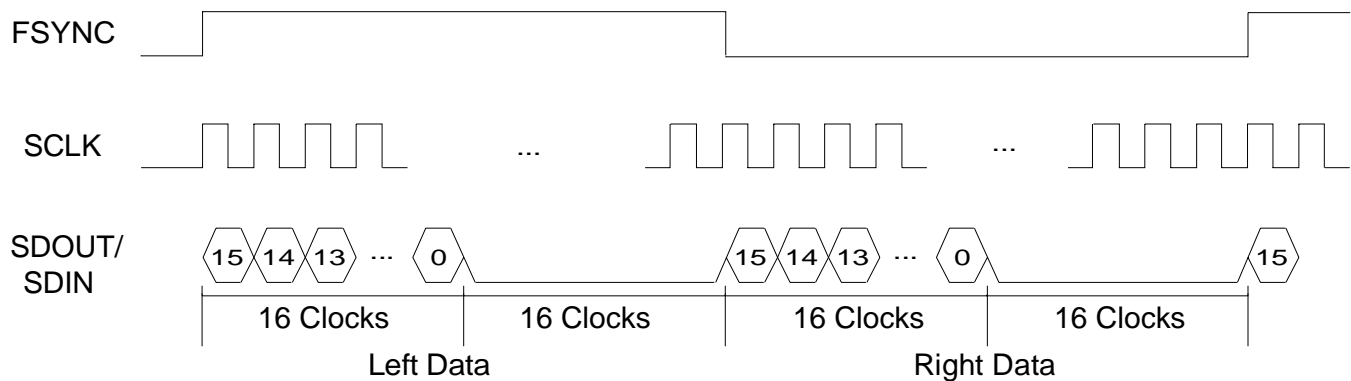 FSYNC
SCLK
... ...
SDOUT/
SDIN
15 14 13 ... 0 15 14 13 ... 0 15
16 Clocks 16 Clocks 16 Clocks 16 Clocks
Left Data Right Data